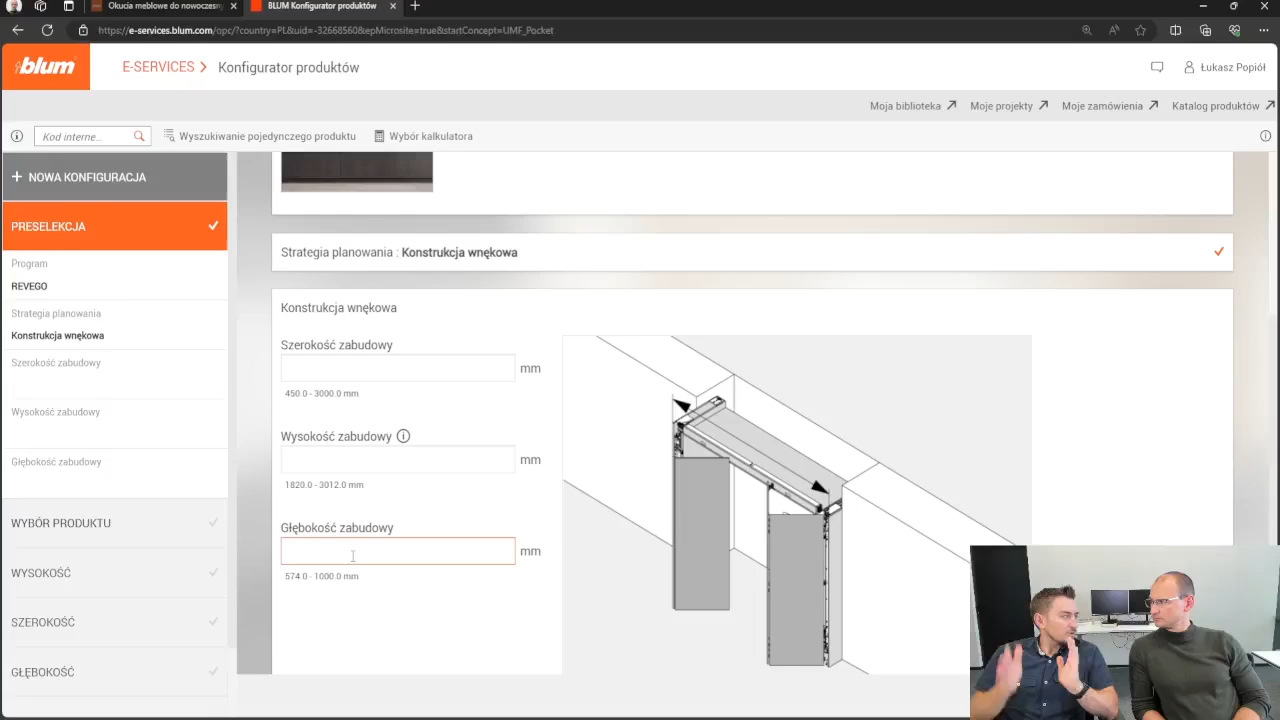 Okucia meblowe do nowoczesny
BLUM Konfigurator produktów
https://e-services.blum.com/opc/?country=PL&uid=-32668560&epMicrosite=true&startConcept=UMF_Pocket
blum
E-SERVICES > Konfigurator produktów
Łukasz Popiół
Moja biblioteka
Moje projekty
Moje zamówienia
Katalog produktów
Kod interne...
Wyszukiwanie pojedynczego produktu
Wybór kalkulatora
+ NOWA KONFIGURACJA
PRESELEKCJA
Program
REVEGO
Strategia planowania
Konstrukcja wnękowa
Szerokość zabudowy
Wysokość zabudowy
Głębokość zabudowy
WYBÓR PRODUKTU
WYSOKOŚĆ
SZEROKOŚĆ
GŁĘBOKOŚĆ
Strategia planowania : Konstrukcja wnękowa
Konstrukcja wnękowa
Szerokość zabudowy
mm
450.0 - 3000.0 mm
Wysokość zabudowy
mm
1820.0 - 3012.0 mm
Głębokość zabudowy
mm
574.0 - 1000.0 mm